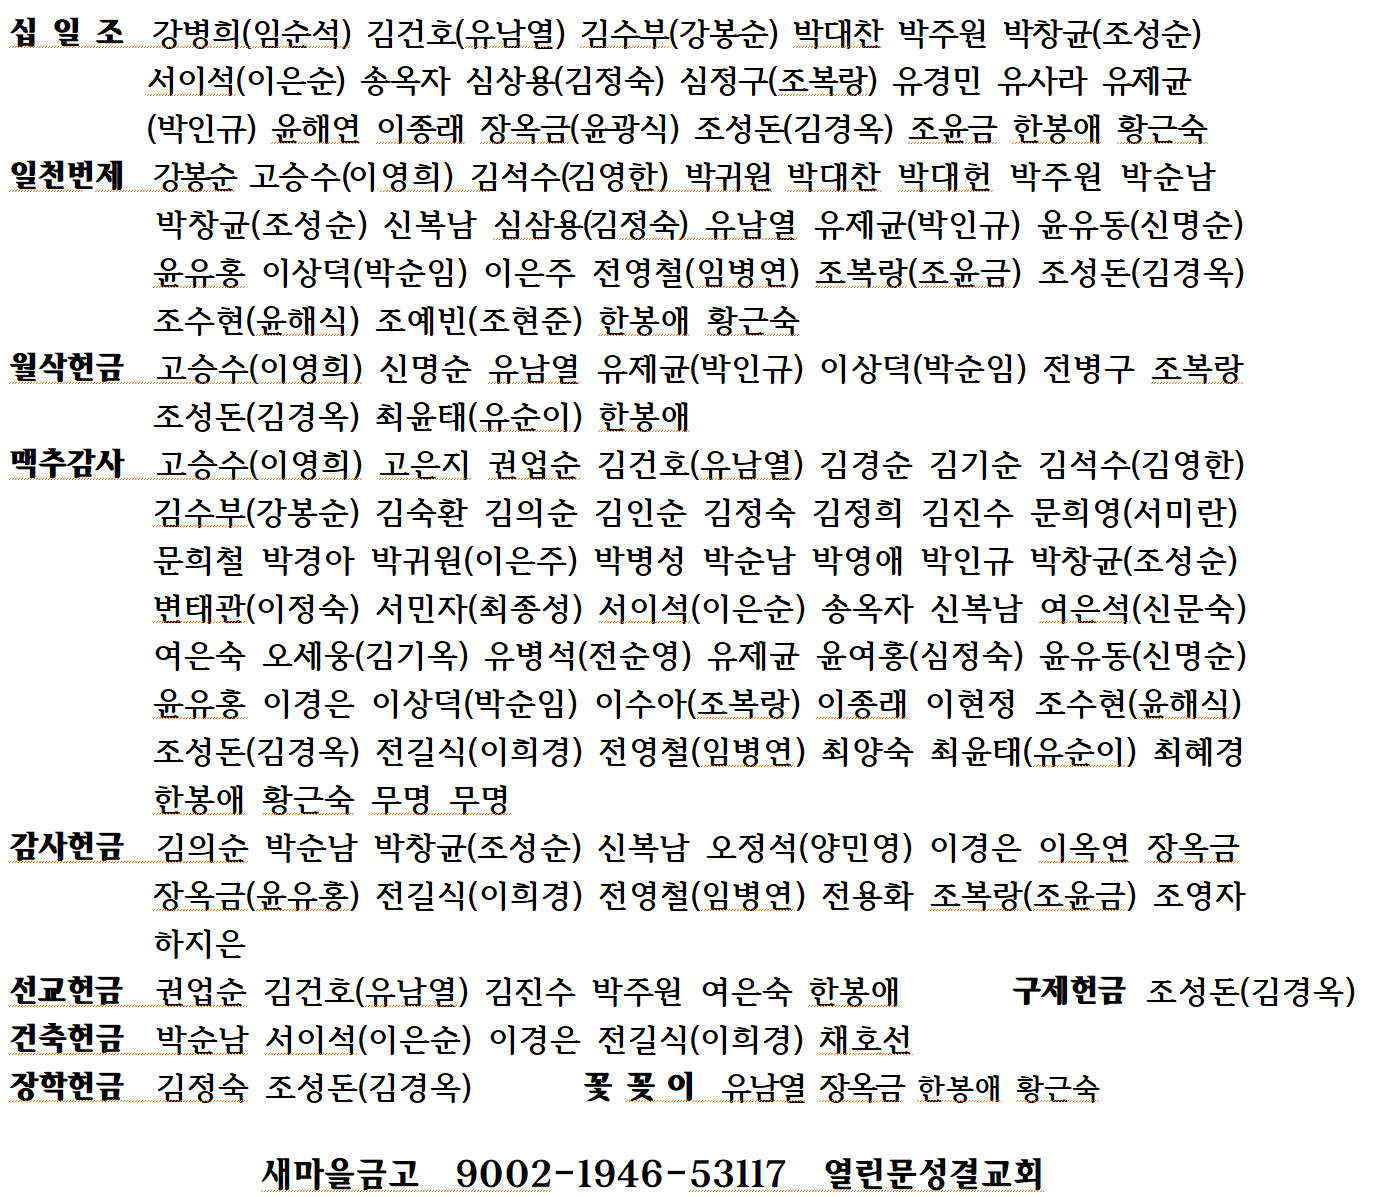 십 일 조 강병희(임순석) 김건호(유남열) 김수부(강봉순) 박대찬 박주원 박창균(조성순)
서이석(이은순) 송옥자 심상용(김정숙) 심정구(조복랑) 유경민 유사라 유제균
(박인규) 윤해연 이종래 장옥금(윤광식) 조성돈(김경옥) 조윤금 한봉애 황근숙
일천번제 강봉순 고승수(이영희) 김석수(김영한) 박귀원 박대찬 박대헌 박주원 박순남
박창균(조성순) 신복남 심삼용(김정숙) 유남열 유제균(박인규) 윤유동(신명순)
윤유홍 이상덕(박순임) 이은주 전영철(임병연) 조복랑(조윤금) 조성돈(김경옥)
조수현(윤해식) 조예빈(조현준) 한봉애 황근숙
월삭헌금 고승수(이영희) 신명순 유남열 유제균(박인규) 이상덕(박순임) 전병구 조복랑
조성돈(김경옥) 최윤태(유순이) 한봉애
맥추감사 고승수(이영희) 고은지 권업순 김건호(유남열) 김경순 김기순 김석수(김영한)
김수부(강봉순) 김숙환 김의순 김인순 김정숙 김정희 김진수 문희영(서미란)
문희철 박경아 박귀원(이은주) 박병성 박순남 박영애 박인규 박창균(조성순)
변태관(이정숙) 서민자(최종성) 서이석(이은순) 송옥자 신복남 여은석(신문숙)
여은숙 오세웅(김기옥) 유병석(전순영) 유제균 윤여홍(심정숙) 윤유동(신명순)
윤유홍 이경은 이상덕(박순임) 이수아(조복랑) 이종래 이현정 조수현(윤해식)
조성돈(김경옥) 전길식(이희경) 전영철(임병연) 최양숙 최윤태(유순이) 최혜경
한봉애 황근숙 무명 무명
감사헌금 김의순 박순남 박창균(조성순) 신복남 오정석(양민영) 이경은 이옥연 장옥금
장옥금(윤유홍) 전길식(이희경) 전영철(임병연) 전용화 조복랑(조윤금) 조영자
하지은
선교헌금 권업순 김건호(유남열) 김진수 박주원 여은숙 한봉애 구제헌금 조성돈(김경옥)
건축헌금 박순남 서이석(이은순) 이경은 전길식(이희경) 채호선
장학헌금 김정숙 조성돈(김경옥) 꽃 꽂 이 유남열 장옥금 한봉애 황근숙
새마을금고 9002-1946-53117 열린문성결교회